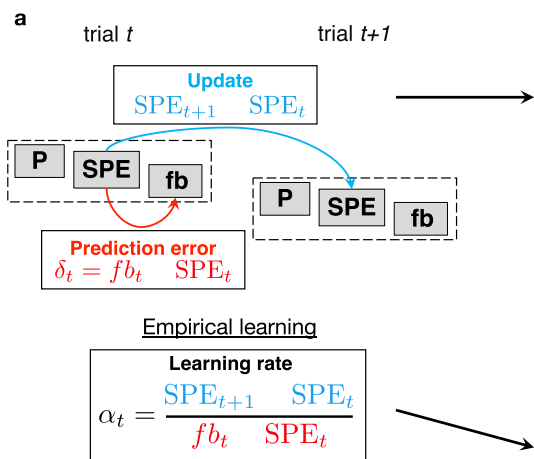 a
trial t trial t+1
Update
SPE_{t+1} SPE_t
P SPE fb
P SPE fb
Prediction error
δ_t = fb_t SPE_t
Empirical learning
Learning rate
α_t = \frac{SPE_{t+1} SPE_t}{fb_t SPE_t}